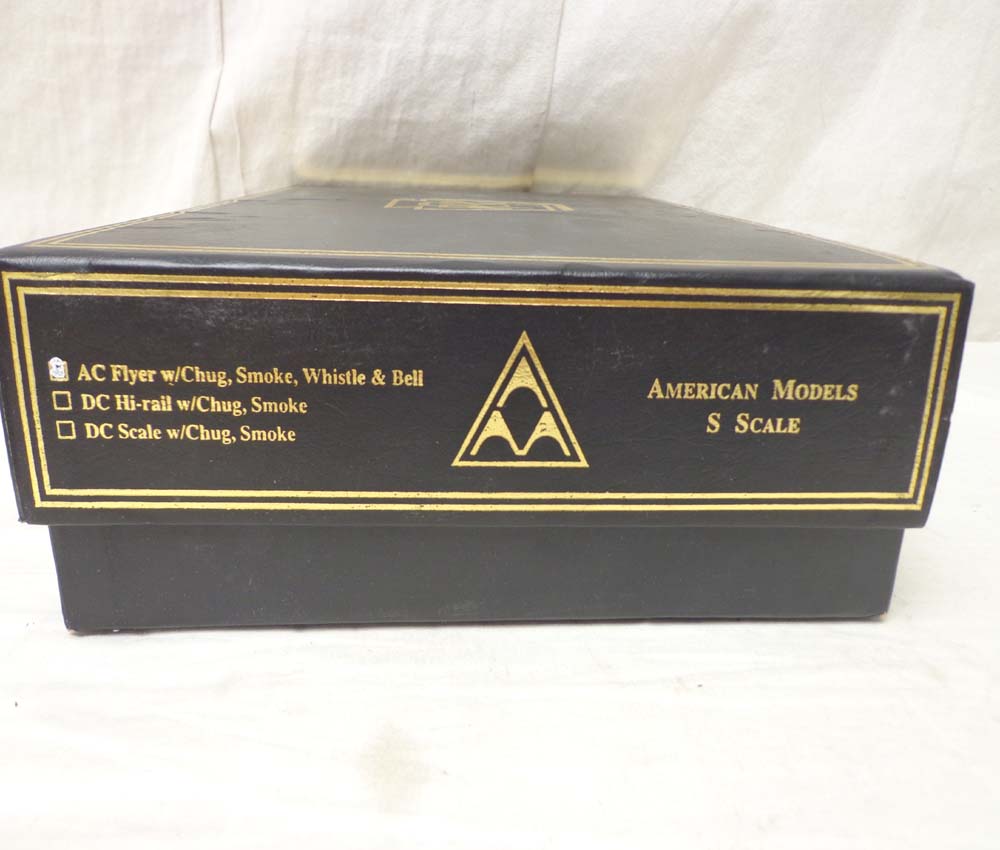 AC Flyer w/Chug, Smoke, Whistle & Bell
DC Hi-rail w/Chug, Smoke
DC Scale w/Chug, Smoke
AMERICAN MODELS
S SCALE